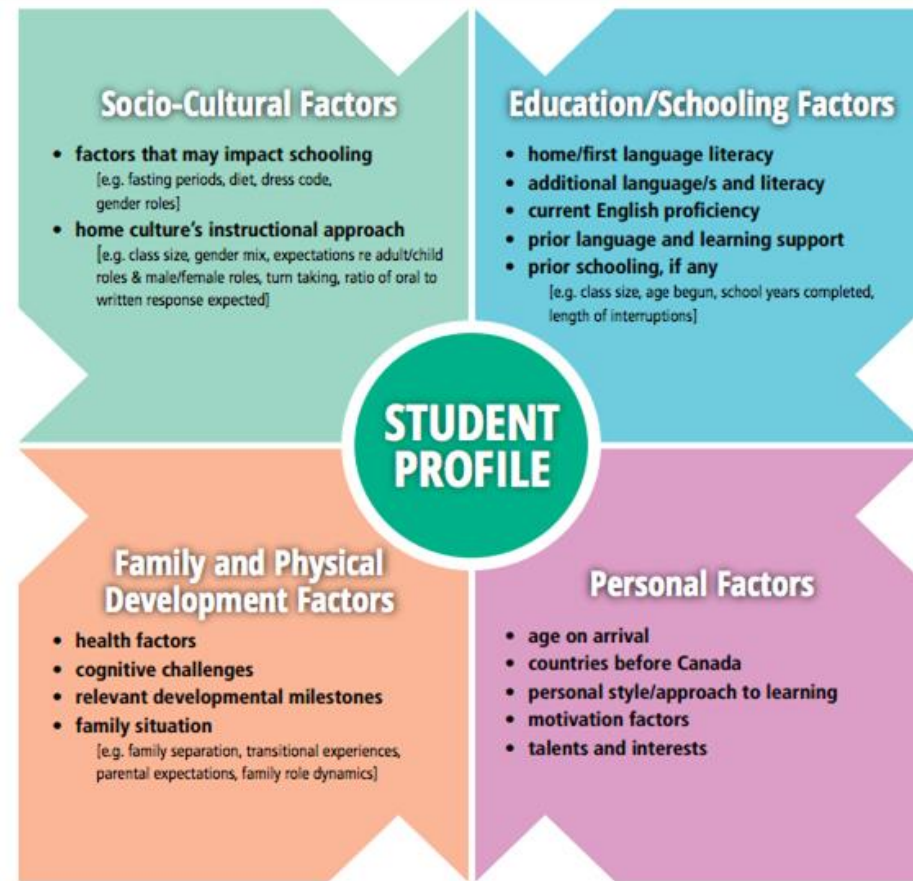 Socio-Cultural Factors
• factors that may impact schooling
[e.g. fasting periods, diet, dress code,
gender roles]
• home culture's instructional approach
[e.g. class size, gender mix, expectations re adult/child
roles & male/female roles, turn taking, ratio of oral to
written response expected]
Education/Schooling Factors
• home/first language literacy
• additional language/s and literacy
• current English proficiency
• prior language and learning support
• prior schooling, if any
[e.g. class size, age begun, school years completed,
length of interruptions]
STUDENT
PROFILE
Family and Physical
Development Factors
• health factors
• cognitive challenges
• relevant developmental milestones
• family situation
[e.g. family separation, transitional experiences,
parental expectations, family role dynamics]
Personal Factors
• age on arrival
• countries before Canada
• personal style/approach to learning
• motivation factors
• talents and interests